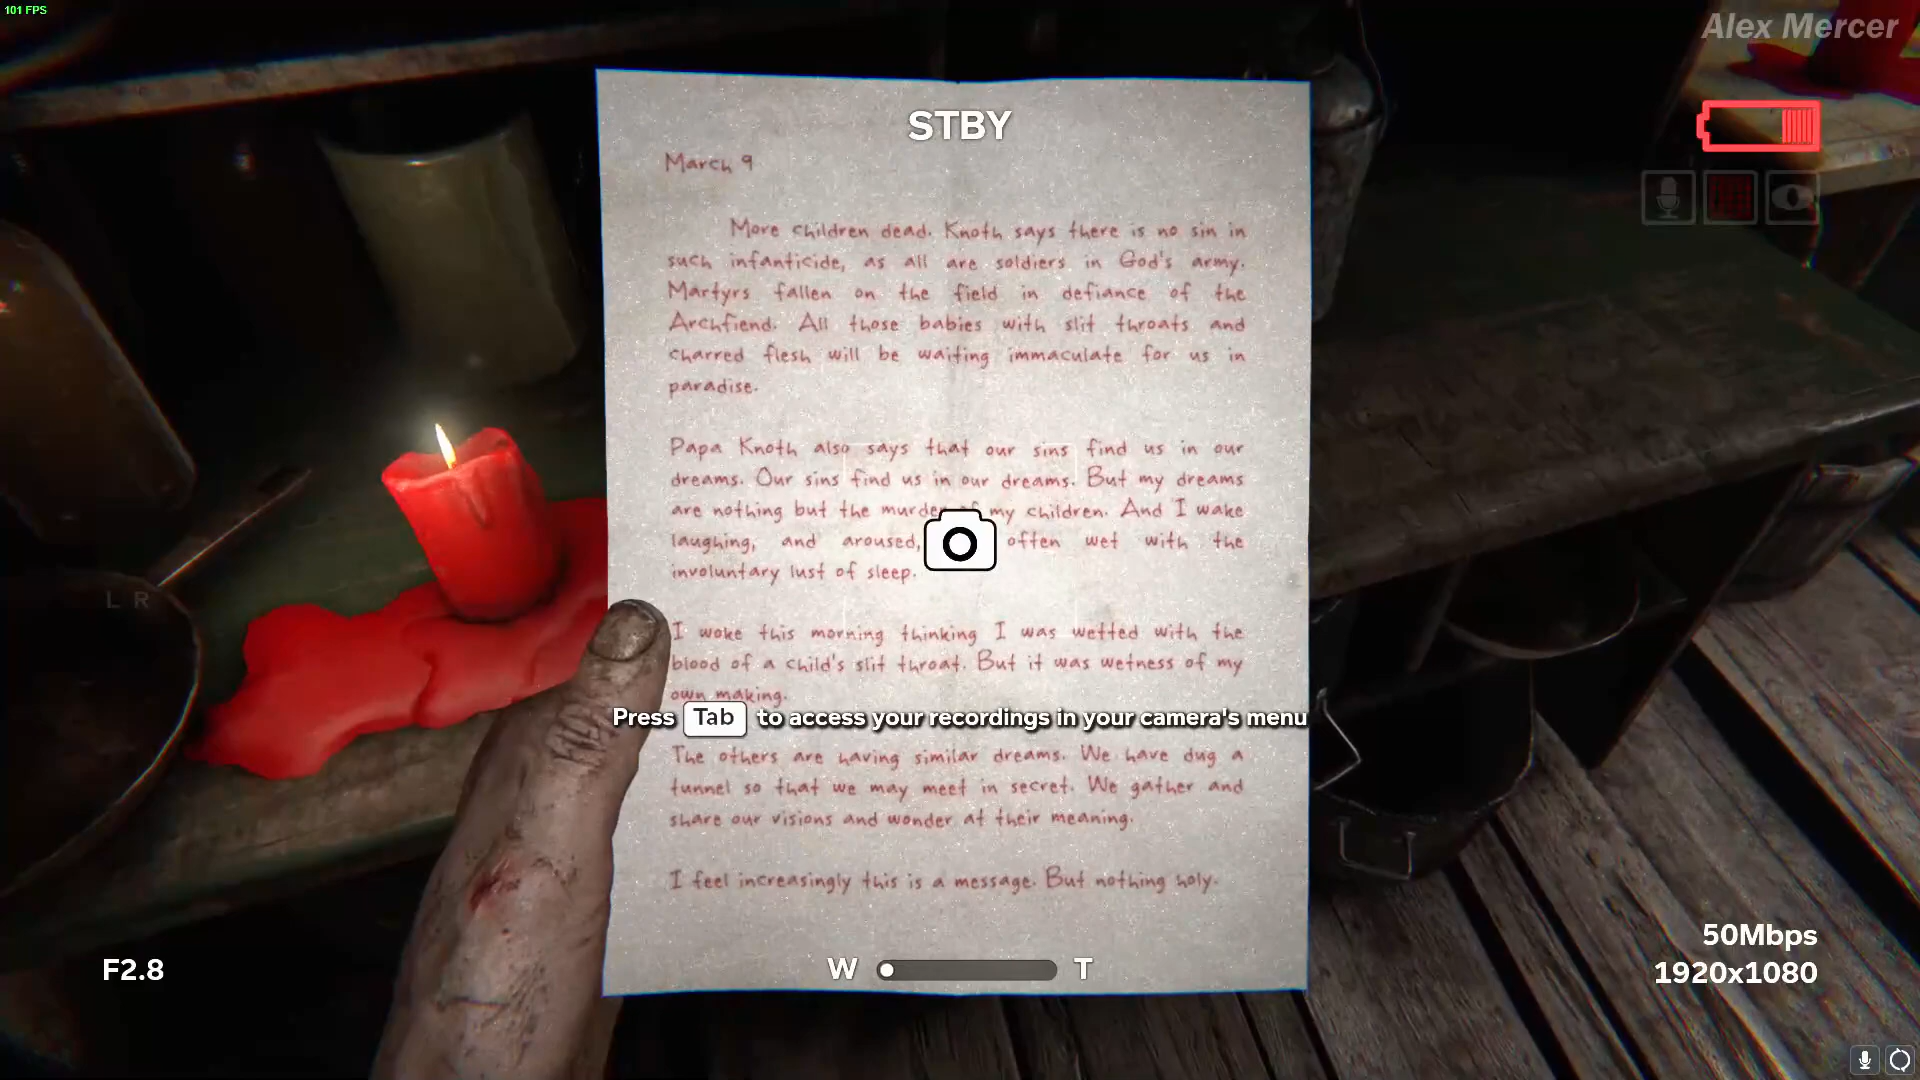 101 FPS
Alex Mercer
STBY
March 9
More children dead. Knoth says there is no sin in
such infanticide, as all are soldiers in God's army.
Martyrs fallen on the field in defiance of the
Archfiend. All those babies with slit throats and
charred flesh will be waiting immaculate for us in
paradise.
Papa Knoth also says that our sins find us in our
dreams. Our sins find us in our dreams. But my dreams
are nothing but the murder of my children. And I wake
laughing, and aroused, often wet with the
involuntary lust of sleep.
L R
I woke this morning thinking I was wetted with the
blood of a child's slit throat. But it was wetness of my
own making.
Press Tab to access your recordings in your camera's menu
The others are having similar dreams. We have dug a
tunnel so that we may meet in secret. We gather and
share our visions and wonder at their meaning.
I feel increasingly this is a message. But nothing holy.
F2.8
W T
50Mbps
1920x1080